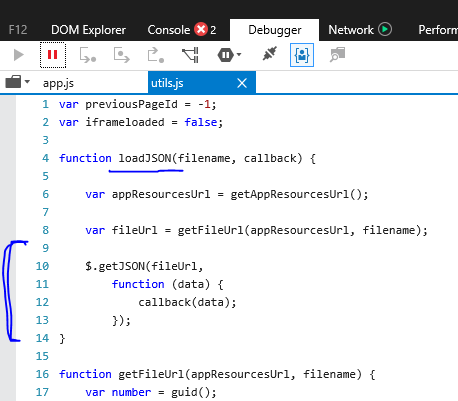 F12 DOM Explorer Console 2 Debugger Network Perform
app.js utils.js
1 var previousPageId = -1;
2 var iframeloaded = false;
3
4 function loadJSON(filename, callback) {
5
6 var appResourcesUrl = getAppResourcesUrl();
7
8 var fileUrl = getFileUrl(appResourcesUrl, filename);
9
10 $.getJSON(fileUrl,
11 function (data) {
12 callback(data);
13 });
14 }
15
16 function getFileUrl(appResourcesUrl, filename) {
17 var number = guid();